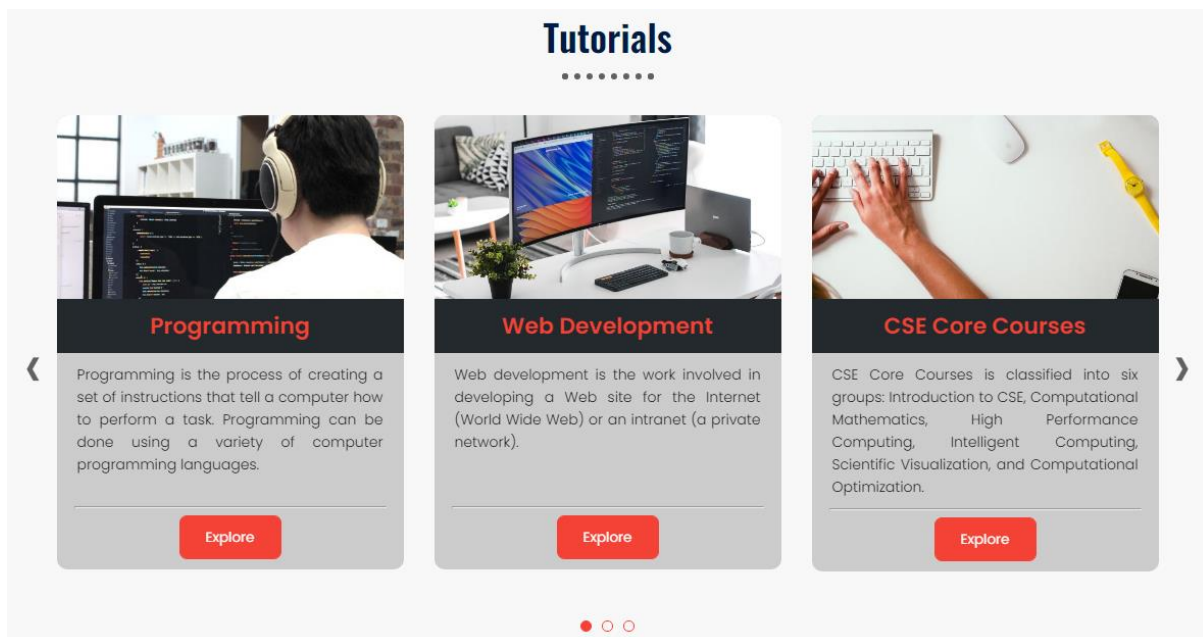 Tutorials
Programming
Programming is the process of creating a
set of instructions that tell a computer how
to perform a task. Programming can be
done using a variety of computer
programming languages.
Explore
Web Development
Web development is the work involved in
developing a Web site for the Internet
(World Wide Web) or an intranet (a private
network).
Explore
CSE Core Courses
CSE Core Courses is classified into six
groups: Introduction to CSE, Computational
Mathematics, High Performance
Computing, Intelligent Computing,
Scientific Visualization, and Computational
Optimization.
Explore